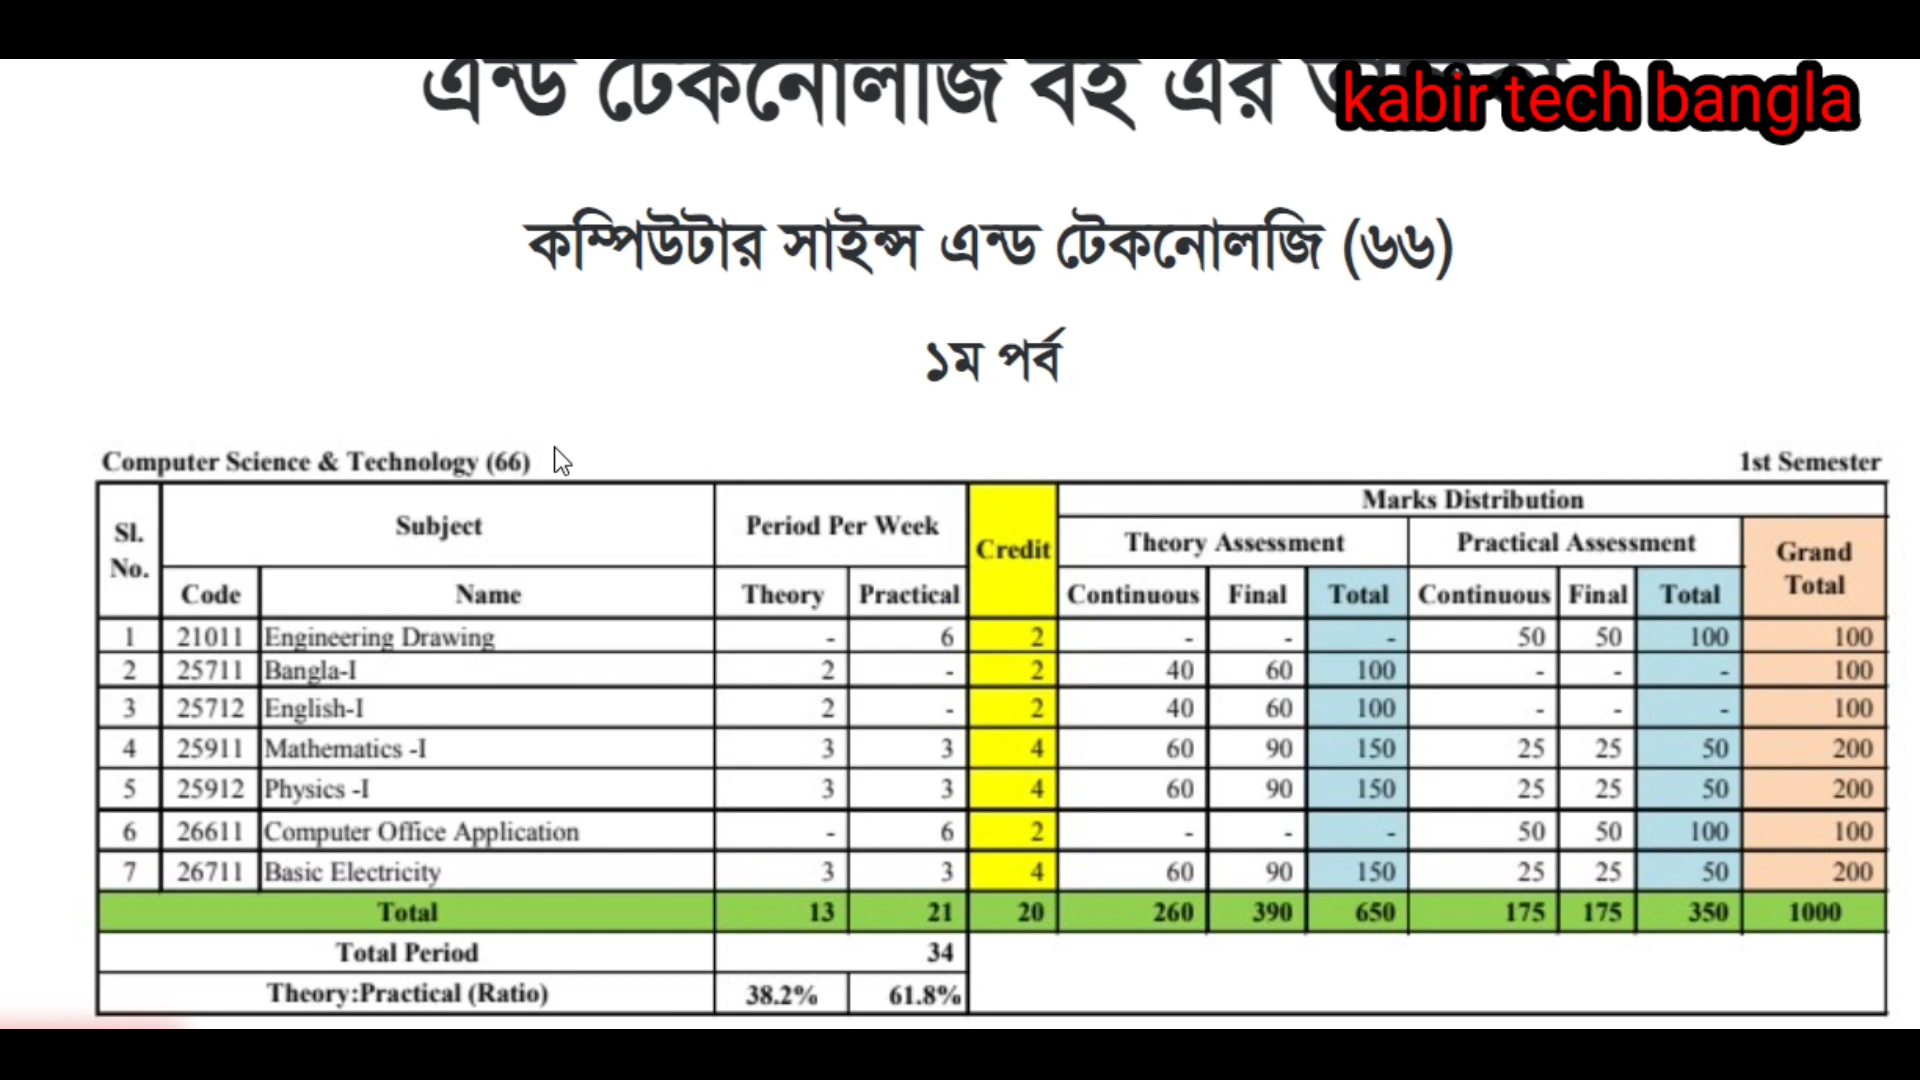 এন্ড টেকনোলজি বই এর
kabir tech bangla
কম্পিউটার সাইন্স এন্ড টেকনোলজি (৬৬)
১ম পর্ব
Computer Science & Technology (66) 1st Semester
Sl. No. Subject Period Per Week Credit Marks Distribution
Theory Assessment Practical Assessment Grand Total
Code Name Theory Practical Continuous Final Total Continuous Final Total
1 21011 Engineering Drawing - 6 2 - - - 50 50 100 100
2 25711 Bangla-I 2 - 2 40 60 100 - - - 100
3 25712 English-I 2 - 2 40 60 100 - - - 100
4 25911 Mathematics -I 3 3 4 60 90 150 25 25 50 200
5 25912 Physics -I 3 3 4 60 90 150 25 25 50 200
6 26611 Computer Office Application - 6 2 - - - 50 50 100 100
7 26711 Basic Electricity 3 3 4 60 90 150 25 25 50 200
Total 13 21 20 260 390 650 175 175 350 1000
Total Period 34
Theory:Practical (Ratio) 38.2% 61.8%